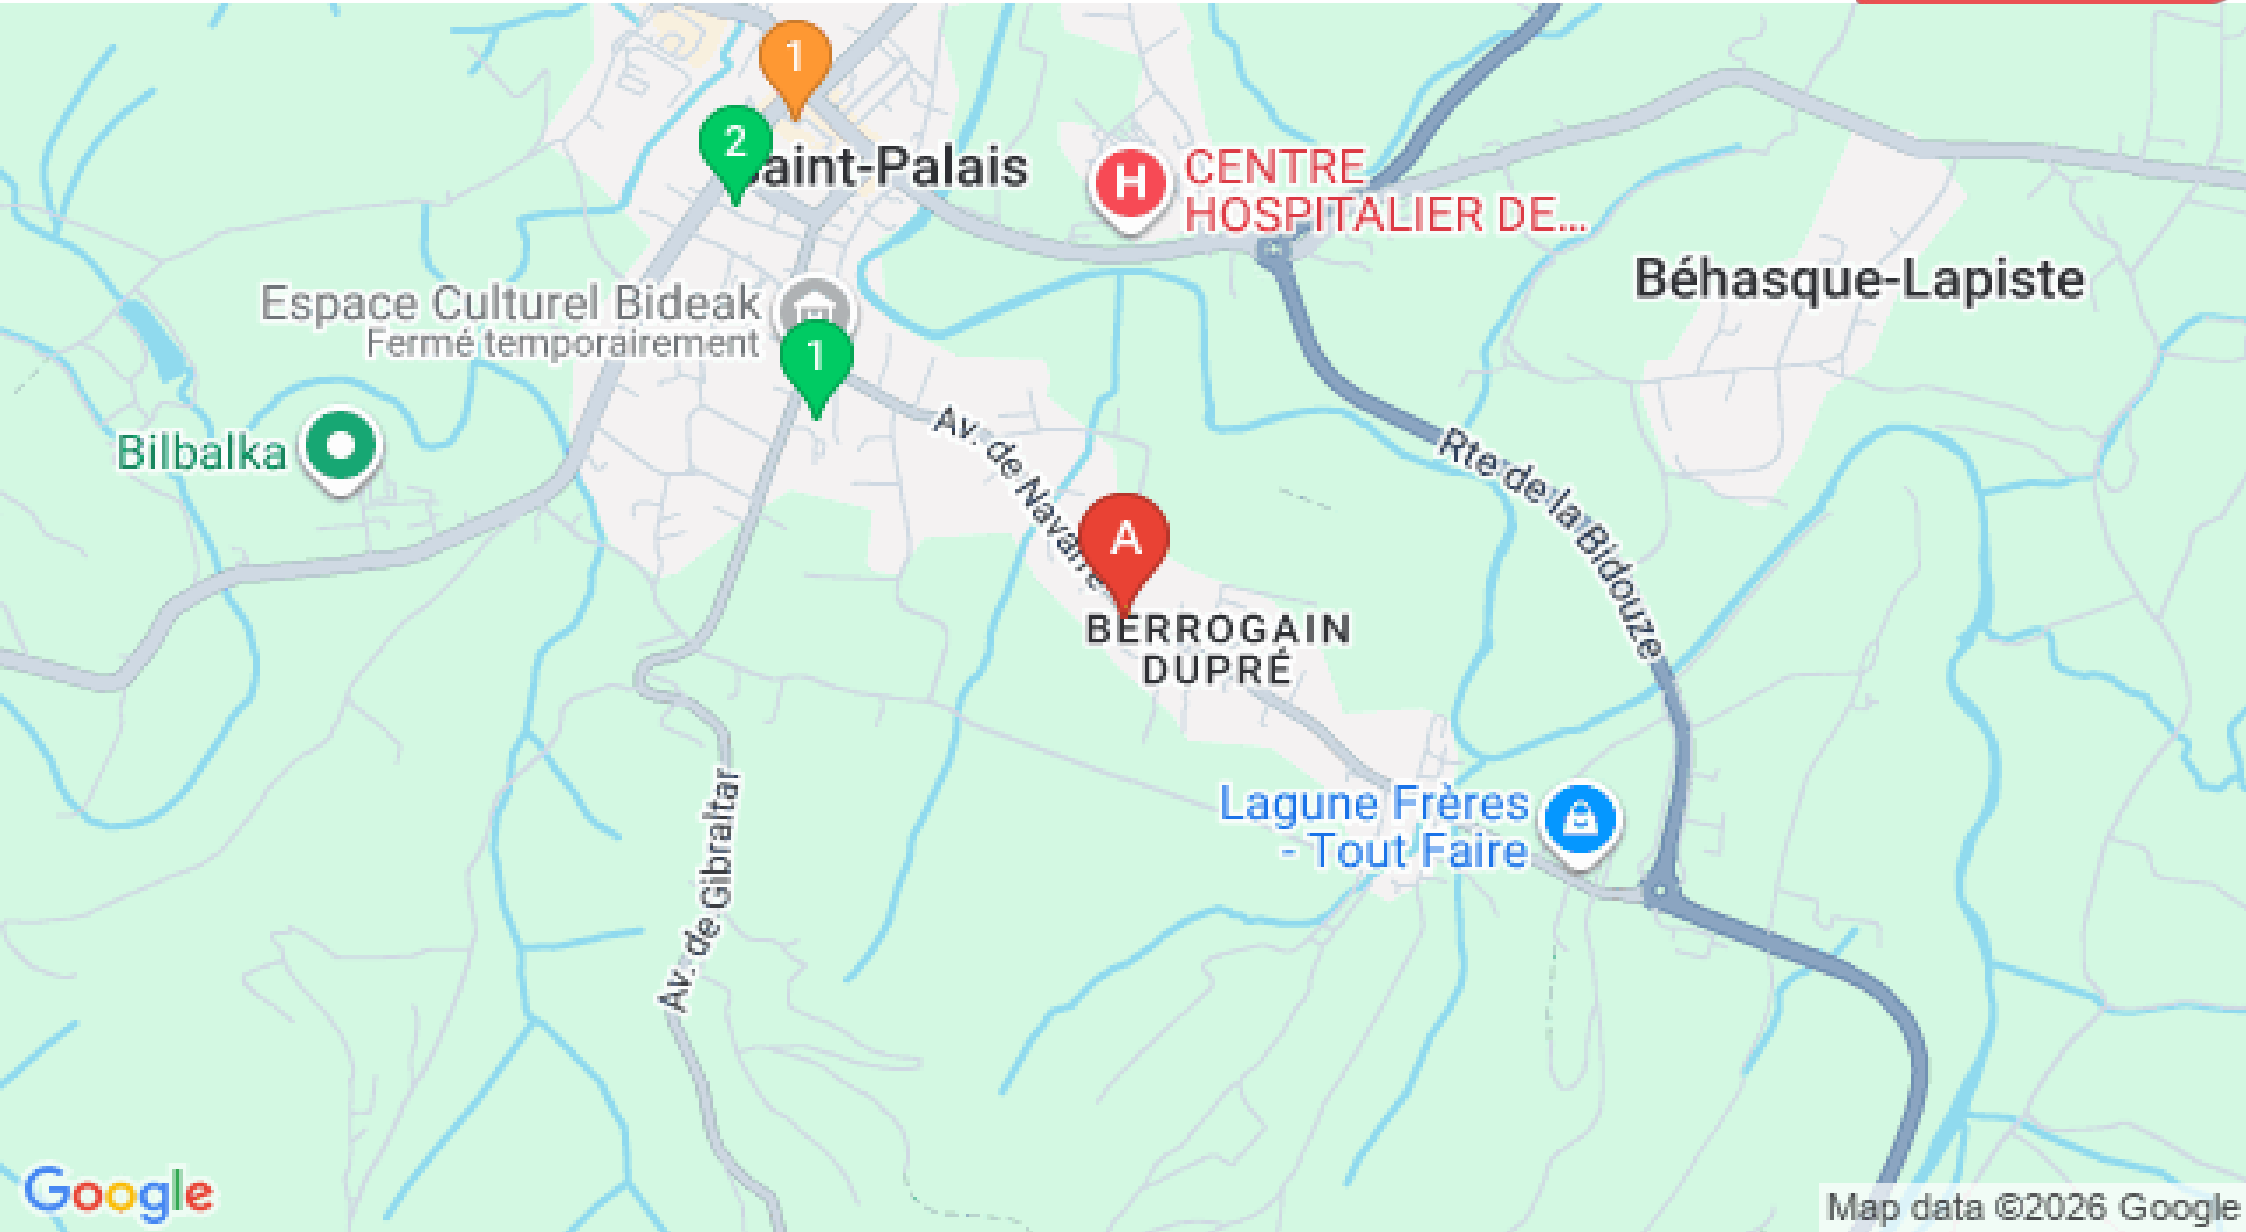 1
2
Saint-Palais
H
CENTRE
HOSPITALIER DE...
Béhasque-Lapiste
Espace Culturel Bideak
Fermé temporairement
1
Bilbalka
Av. de Navarre
Rte de la Bidouze
A
BERROGAIN
DUPRÉ
Lagune Frères
- Tout Faire
Av. de Gibraltar
Google
Map data ©2026 Google